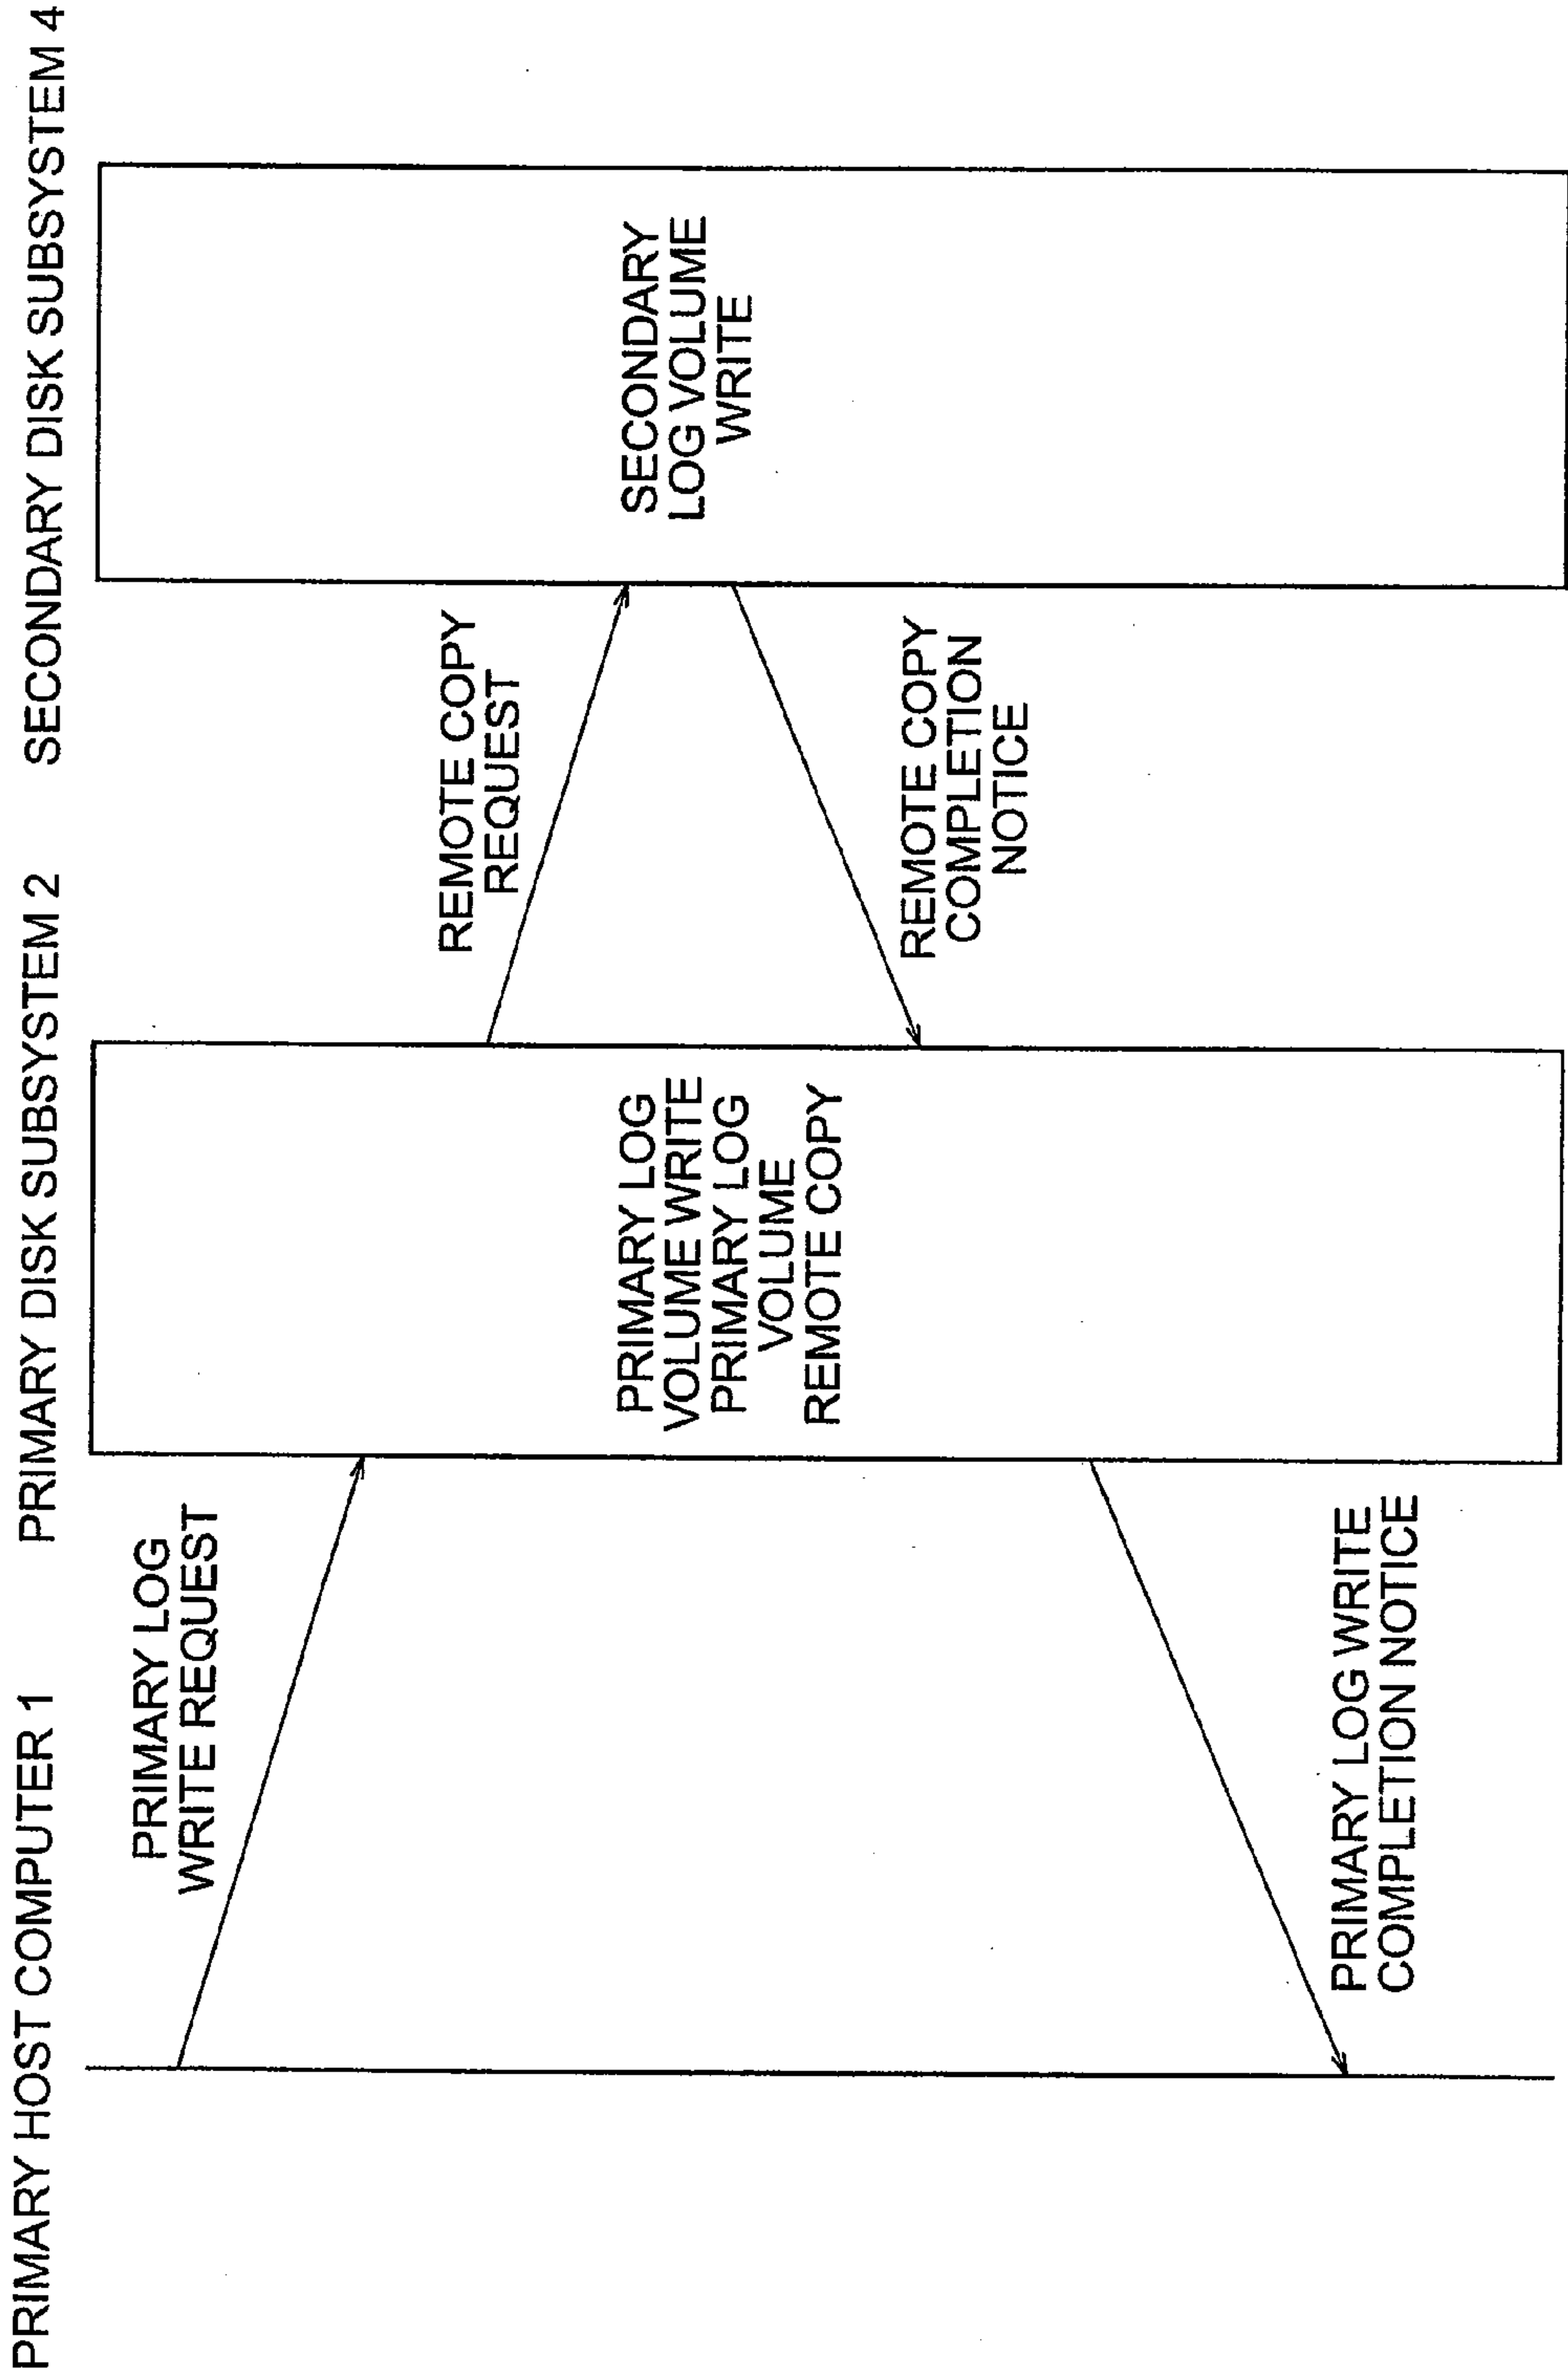 PRIMARY HOST COMPUTER 1
PRIMARY DISK SUBSYSTEM 2
SECONDARY DISK SUBSYSTEM 4
PRIMARY LOG
WRITE REQUEST
REMOTE COPY
REQUEST
PRIMARY LOG
VOLUME WRITE
PRIMARY LOG
VOLUME
REMOTE COPY
SECONDARY
LOG VOLUME
WRITE
REMOTE COPY
COMPLETION
NOTICE
PRIMARY LOG WRITE
COMPLETION NOTICE